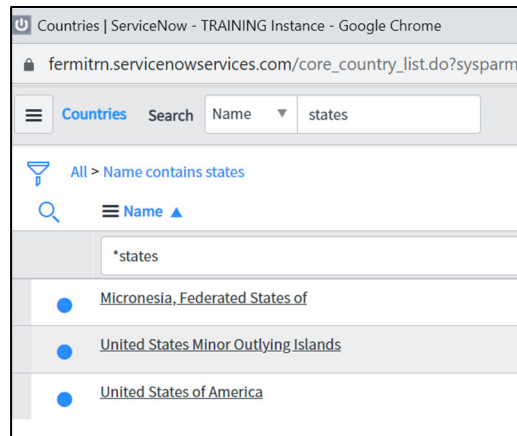 Countries | ServiceNow - TRAINING Instance - Google Chrome
fermitrn.servicenowservices.com/core_country_list.do?sysparm
Countries Search Name ▼ states
All > Name contains states
Name ▲
*states
Micronesia, Federated States of
United States Minor Outlying Islands
United States of America